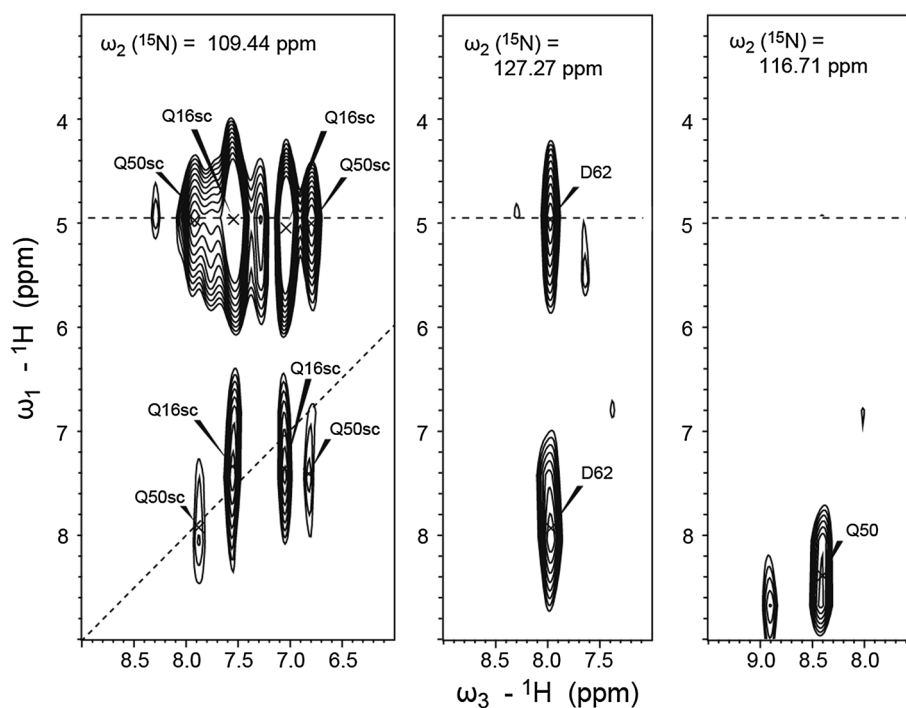 ω₂ (¹⁵N) = 109.44 ppm
ω₂ (¹⁵N) =
127.27 ppm
ω₂ (¹⁵N) =
116.71 ppm
Q16sc
Q16sc
Q50sc
Q50sc
D62
4
4
4
5
5
5
6
6
6
Q16sc
Q16sc
Q50sc
Q50sc
D62
Q50
7
7
7
8
8
8
8.0
7.5
7.0
6.5
8.5
8.0
7.5
9.0
8.5
8.0
ω₁ - ¹H (ppm)
ω₃ - ¹H (ppm)